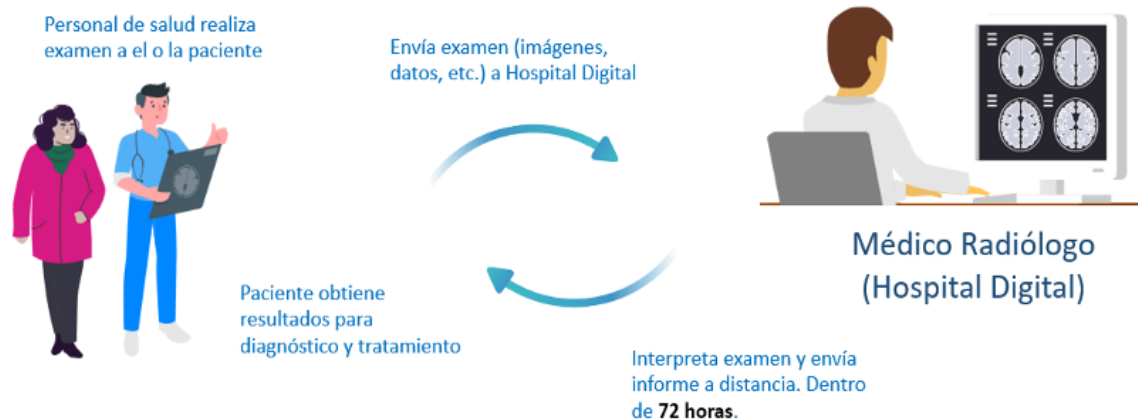 Personal de salud realiza
examen a el o la paciente
Envía examen (imágenes,
datos, etc.) a Hospital Digital
Médico Radiólogo
(Hospital Digital)
Interpreta examen y envía
informe a distancia. Dentro
de 72 horas.
Paciente obtiene
resultados para
diagnóstico y tratamiento